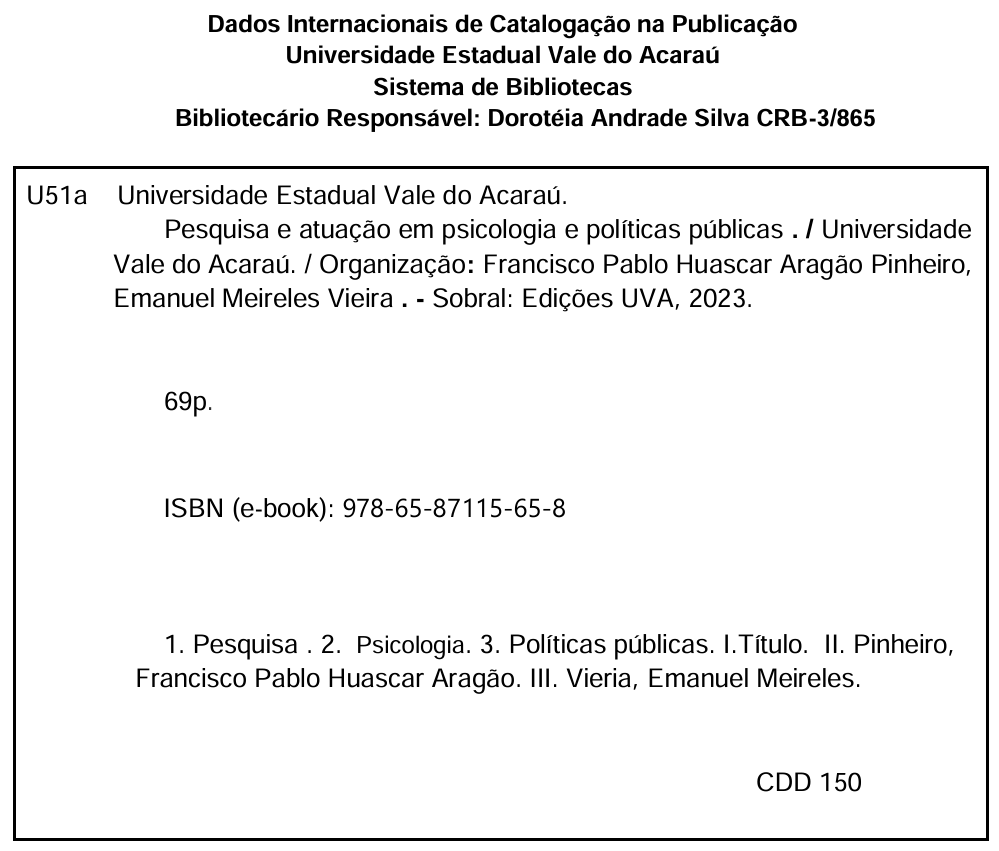 Dados Internacionais de Catalogação na Publicação
Universidade Estadual Vale do Acaraú
Sistema de Bibliotecas
Bibliotecário Responsável: Dorotéia Andrade Silva CRB-3/865
U51a Universidade Estadual Vale do Acaraú.
Pesquisa e atuação em psicologia e políticas públicas . / Universidade
Vale do Acaraú. / Organização: Francisco Pablo Huascar Aragão Pinheiro,
Emanuel Meireles Vieira . - Sobral: Edições UVA, 2023.
69p.
ISBN (e-book): 978-65-87115-65-8
1. Pesquisa . 2. Psicologia. 3. Políticas públicas. I.Título. II. Pinheiro,
Francisco Pablo Huascar Aragão. III. Vieria, Emanuel Meireles.
CDD 150